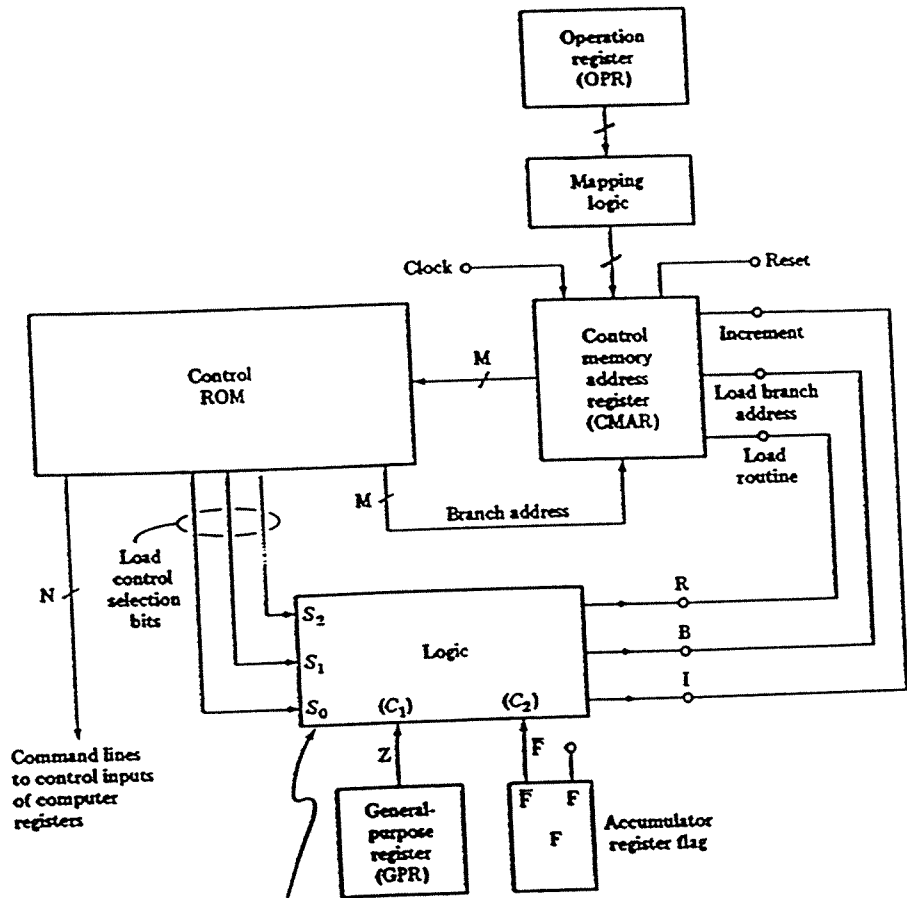 Operation
register
(OPR)
Mapping
logic
Clock
Reset
Control
ROM
M
Control
memory
address
register
(CMAR)
Increment
Load branch
address
Load
routine
M
Branch address
Load
control
selection
bits
N
S₂
S₁
S₀
Logic
(C₁)
(C₂)
R
B
I
Z
F̅
F̅
F
F
General-
purpose
register
(GPR)
Accumulator
register flag
Command lines
to control inputs
of computer
registers